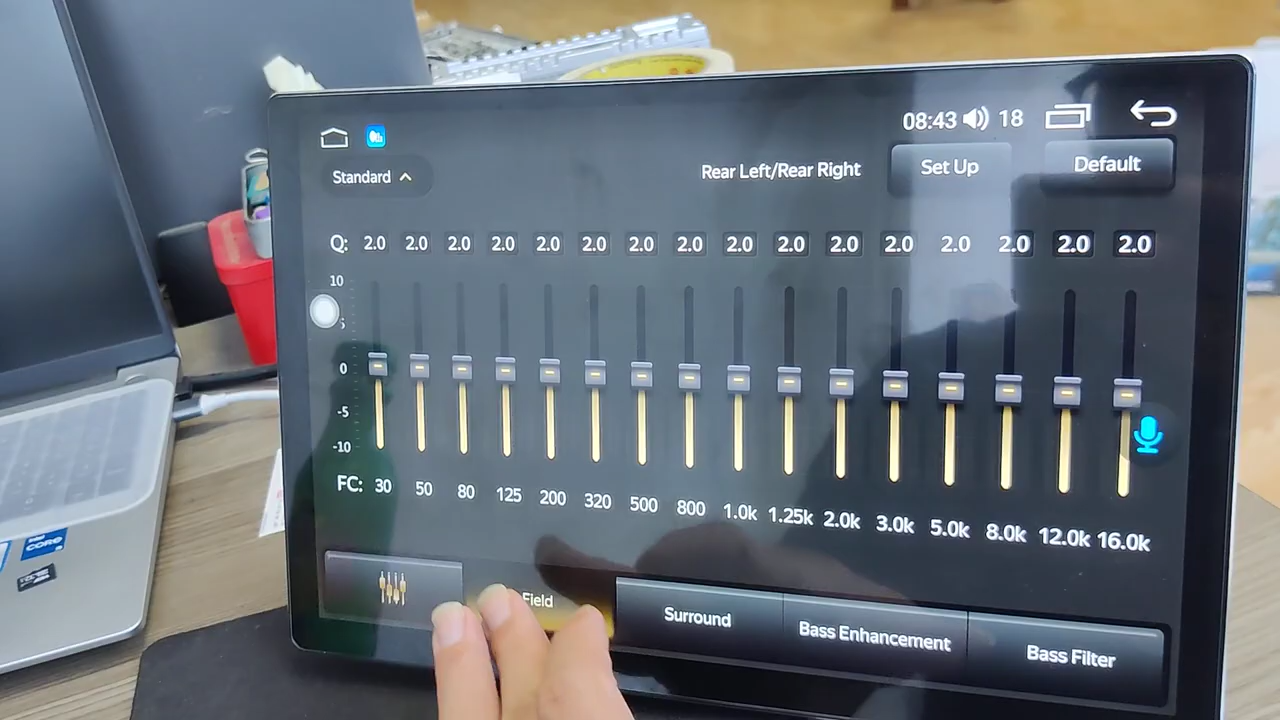 08:43 18
Standard Rear Left/Rear Right Set Up Default
Q: 2.0 2.0 2.0 2.0 2.0 2.0 2.0 2.0 2.0 2.0 2.0 2.0 2.0 2.0 2.0 2.0
10
5
0
-5
-10
FC: 30 50 80 125 200 320 500 800 1.0k 1.25k 2.0k 3.0k 5.0k 8.0k 12.0k 16.0k
Field Surround Bass Enhancement Bass Filter
intel
CORE